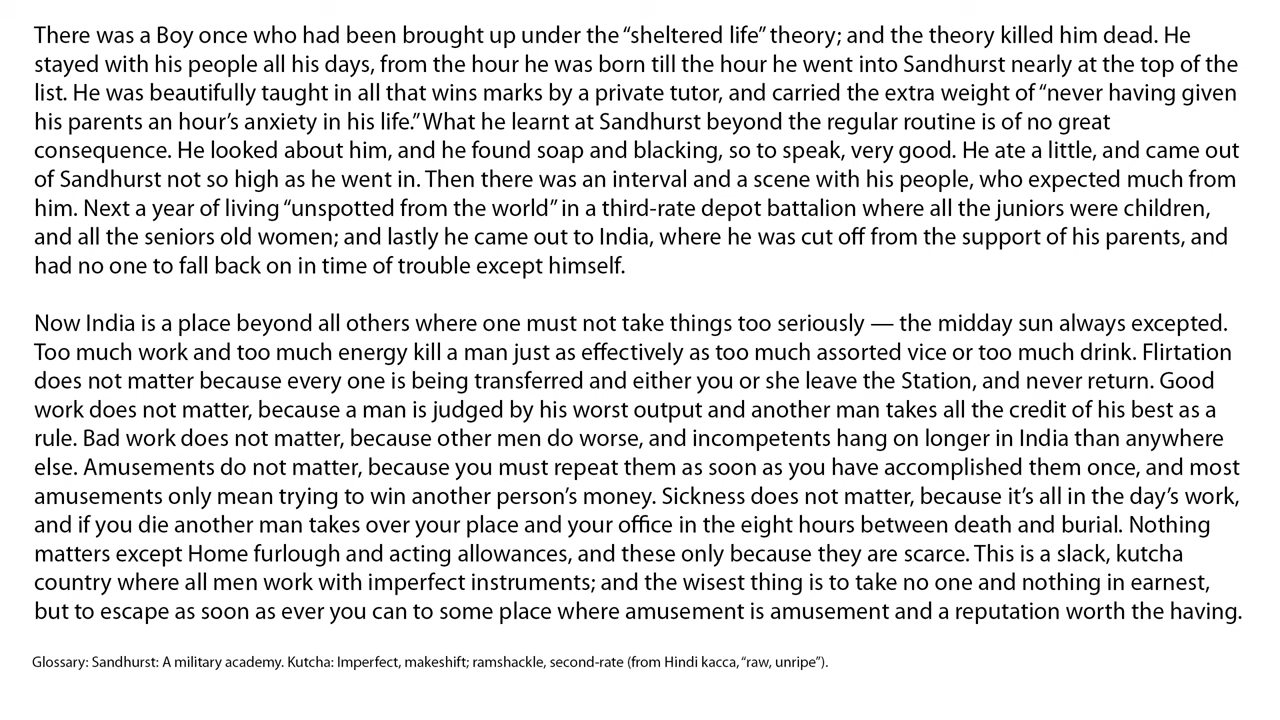 There was a Boy once who had been brought up under the “sheltered life” theory; and the theory killed him dead. He
stayed with his people all his days, from the hour he was born till the hour he went into Sandhurst nearly at the top of the
list. He was beautifully taught in all that wins marks by a private tutor, and carried the extra weight of “never having given
his parents an hour’s anxiety in his life.” What he learnt at Sandhurst beyond the regular routine is of no great
consequence. He looked about him, and he found soap and blacking, so to speak, very good. He ate a little, and came out
of Sandhurst not so high as he went in. Then there was an interval and a scene with his people, who expected much from
him. Next a year of living “unspotted from the world” in a third-rate depot battalion where all the juniors were children,
and all the seniors old women; and lastly he came out to India, where he was cut off from the support of his parents, and
had no one to fall back on in time of trouble except himself.

Now India is a place beyond all others where one must not take things too seriously — the midday sun always excepted.
Too much work and too much energy kill a man just as effectively as too much assorted vice or too much drink. Flirtation
does not matter because every one is being transferred and either you or she leave the Station, and never return. Good
work does not matter, because a man is judged by his worst output and another man takes all the credit of his best as a
rule. Bad work does not matter, because other men do worse, and incompetents hang on longer in India than anywhere
else. Amusements do not matter, because you must repeat them as soon as you have accomplished them once, and most
amusements only mean trying to win another person’s money. Sickness does not matter, because it’s all in the day’s work,
and if you die another man takes over your place and your office in the eight hours between death and burial. Nothing
matters except Home furlough and acting allowances, and these only because they are scarce. This is a slack, kutcha
country where all men work with imperfect instruments; and the wisest thing is to take no one and nothing in earnest,
but to escape as soon as ever you can to some place where amusement is amusement and a reputation worth the having.

Glossary: Sandhurst: A military academy. Kutcha: Imperfect, makeshift; ramshackle, second-rate (from Hindi kacca, “raw, unripe”).